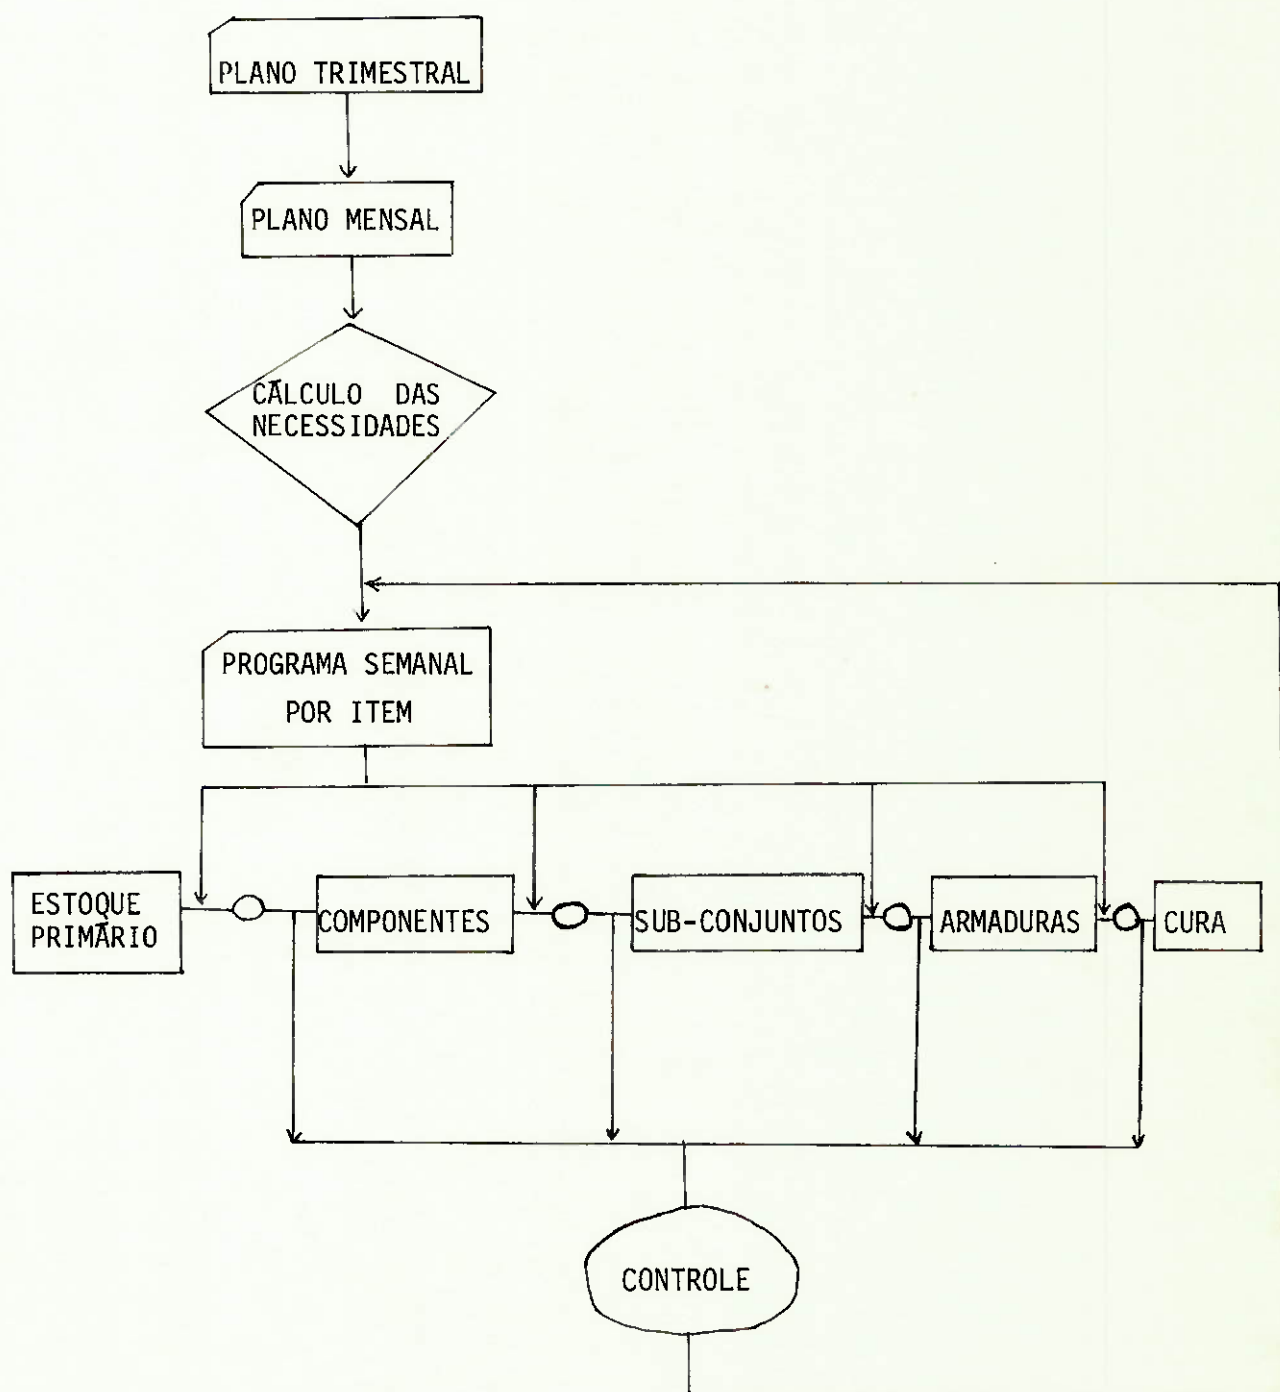 PLANO TRIMESTRAL
PLANO MENSAL
CÁLCULO DAS
NECESSIDADES
PROGRAMA SEMANAL
POR ITEM
ESTOQUE
PRIMÁRIO
COMPONENTES
SUB-CONJUNTOS
ARMADURAS
CURA
CONTROLE